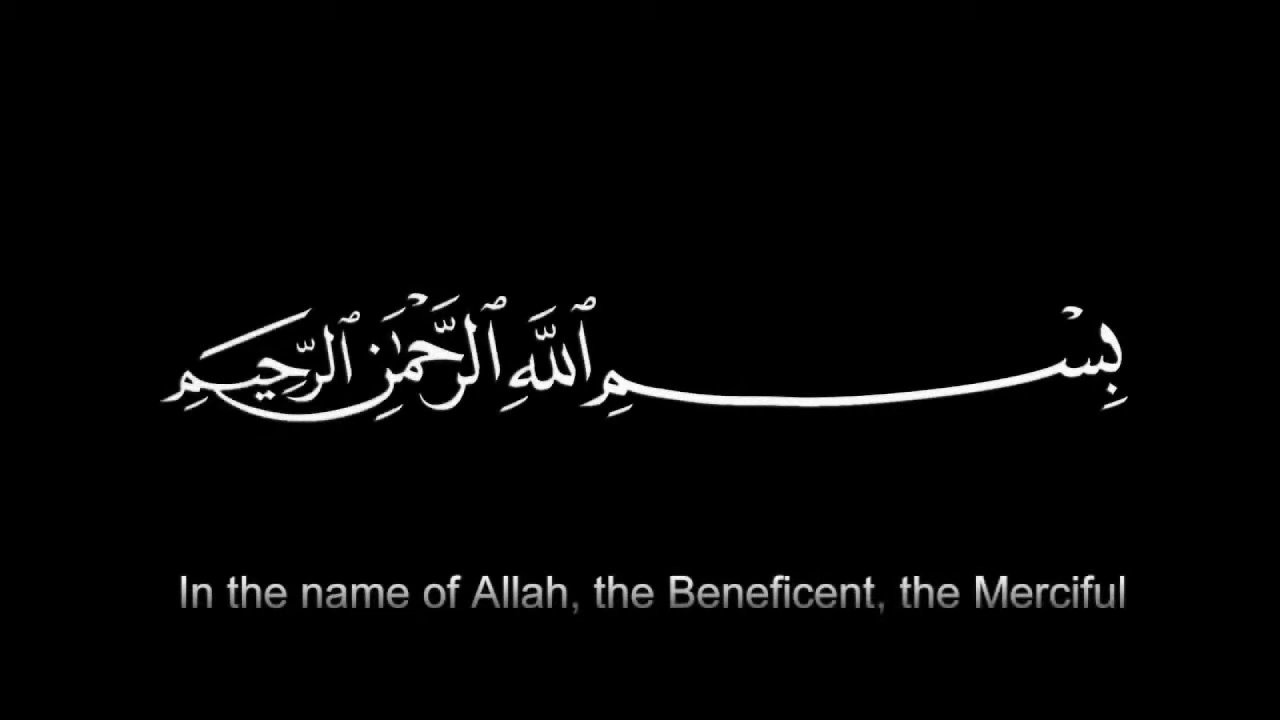 بِسْمِ ٱللَّهِ ٱلرَّحْمَٰنِ ٱلرَّحِيمِ
In the name of Allah, the Beneficent, the Merciful